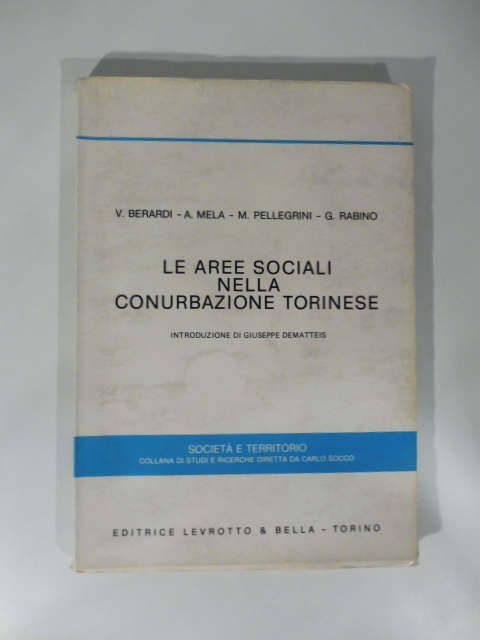 V. BERARDI - A. MELA - M. PELLEGRINI - G. RABINO
LE AREE SOCIALI
NELLA
CONURBAZIONE TORINESE
INTRODUZIONE DI GIUSEPPE DEMATTEIS
SOCIETÀ E TERRITORIO
COLLANA DI STUDI E RICERCHE DIRETTA DA CARLO SOCCO
EDITRICE LEVROTTO & BELLA - TORINO